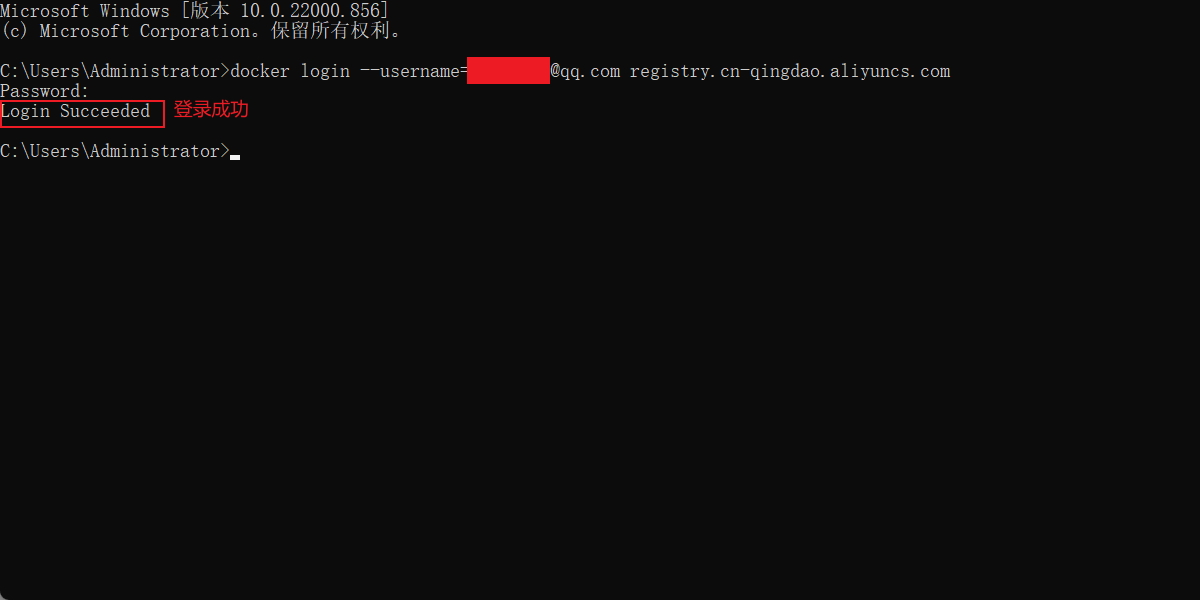 Microsoft Windows [版本 10.0.22000.856]
(c) Microsoft Corporation。保留所有权利。
C:\Users\Administrator>docker login --username=@qq.com registry.cn-qingdao.aliyuncs.com
Password:
Login Succeeded 登录成功
C:\Users\Administrator>